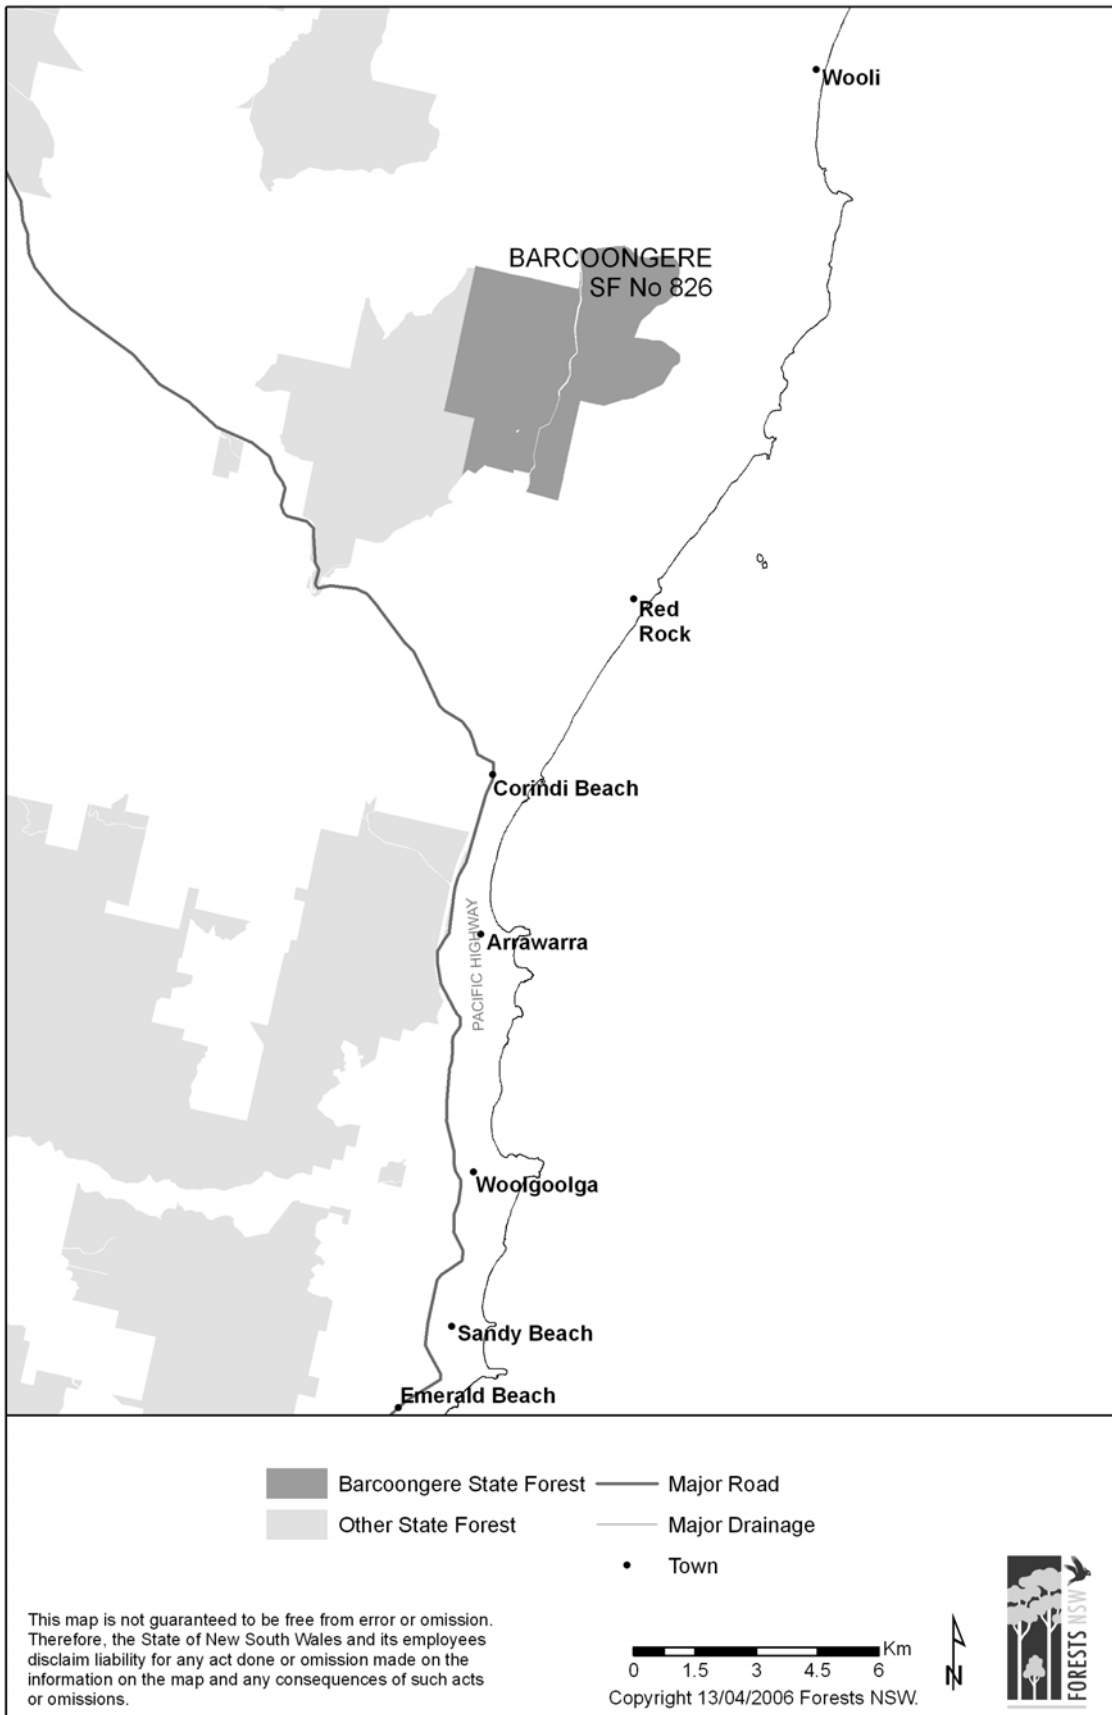 Wooli
BARCOONGERE
SF No 826
Red
Rock
Corindi Beach
PACIFIC HIGHWAY
Arrawarra
Woolgoolga
Sandy Beach
Emerald Beach
Barcoongere State Forest
Major Road
Other State Forest
Major Drainage
Town
This map is not guaranteed to be free from error or omission.
Therefore, the State of New South Wales and its employees
disclaim liability for any act done or omission made on the
information on the map and any consequences of such acts
or omissions.
Km
0 1.5 3 4.5 6
Copyright 13/04/2006 Forests NSW.
N
FORESTS NSW